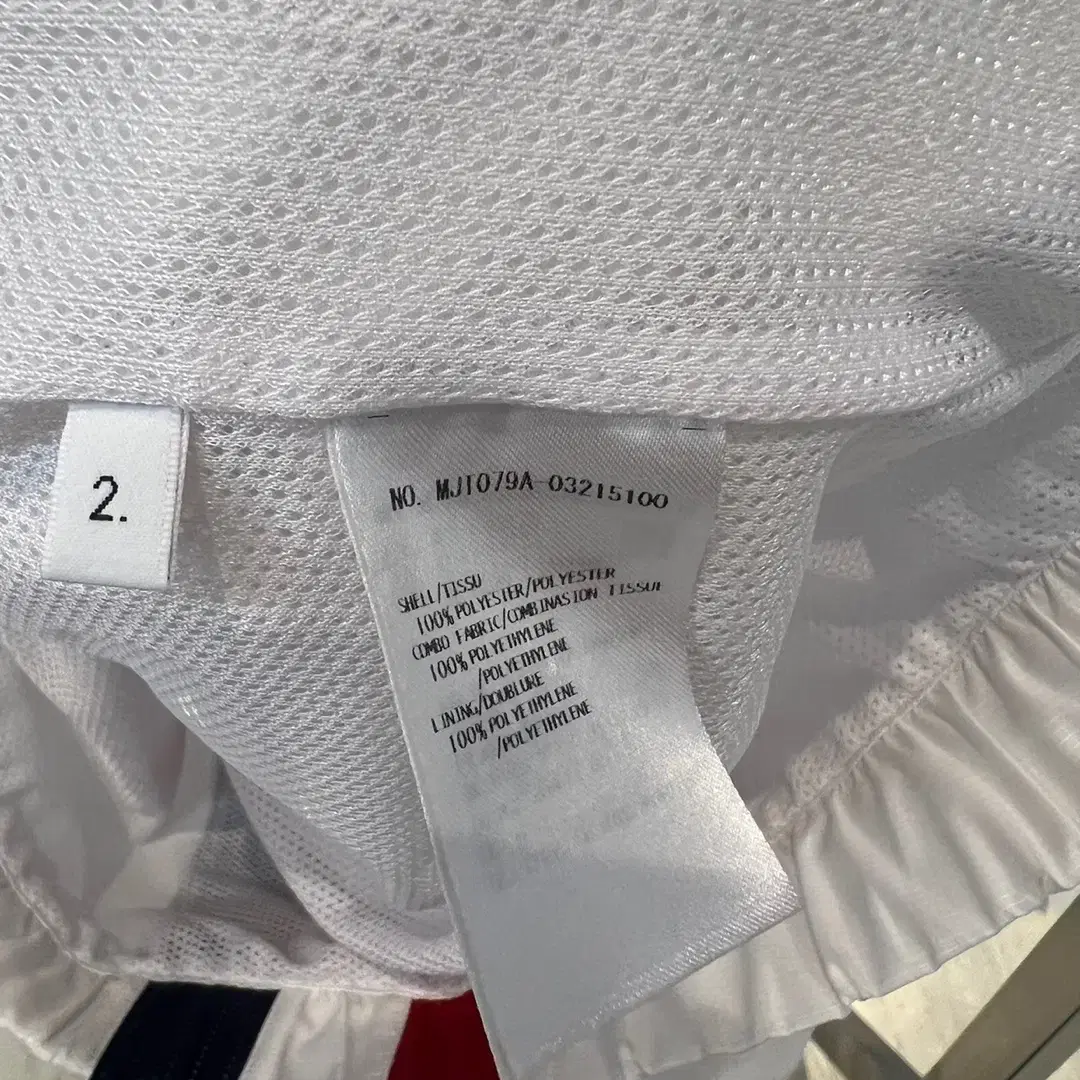 2.
NO. MJT079A-03215100
SHELL/TISSU
100% POLYESTER/POLYESTER
COMBO FABRIC/COMBINASION TISSUE
100% POLYETHYLENE
/POLYETHYLENE
LINING/DOUBLURE
100% POLYETHYLENE
/POLYETHYLENE